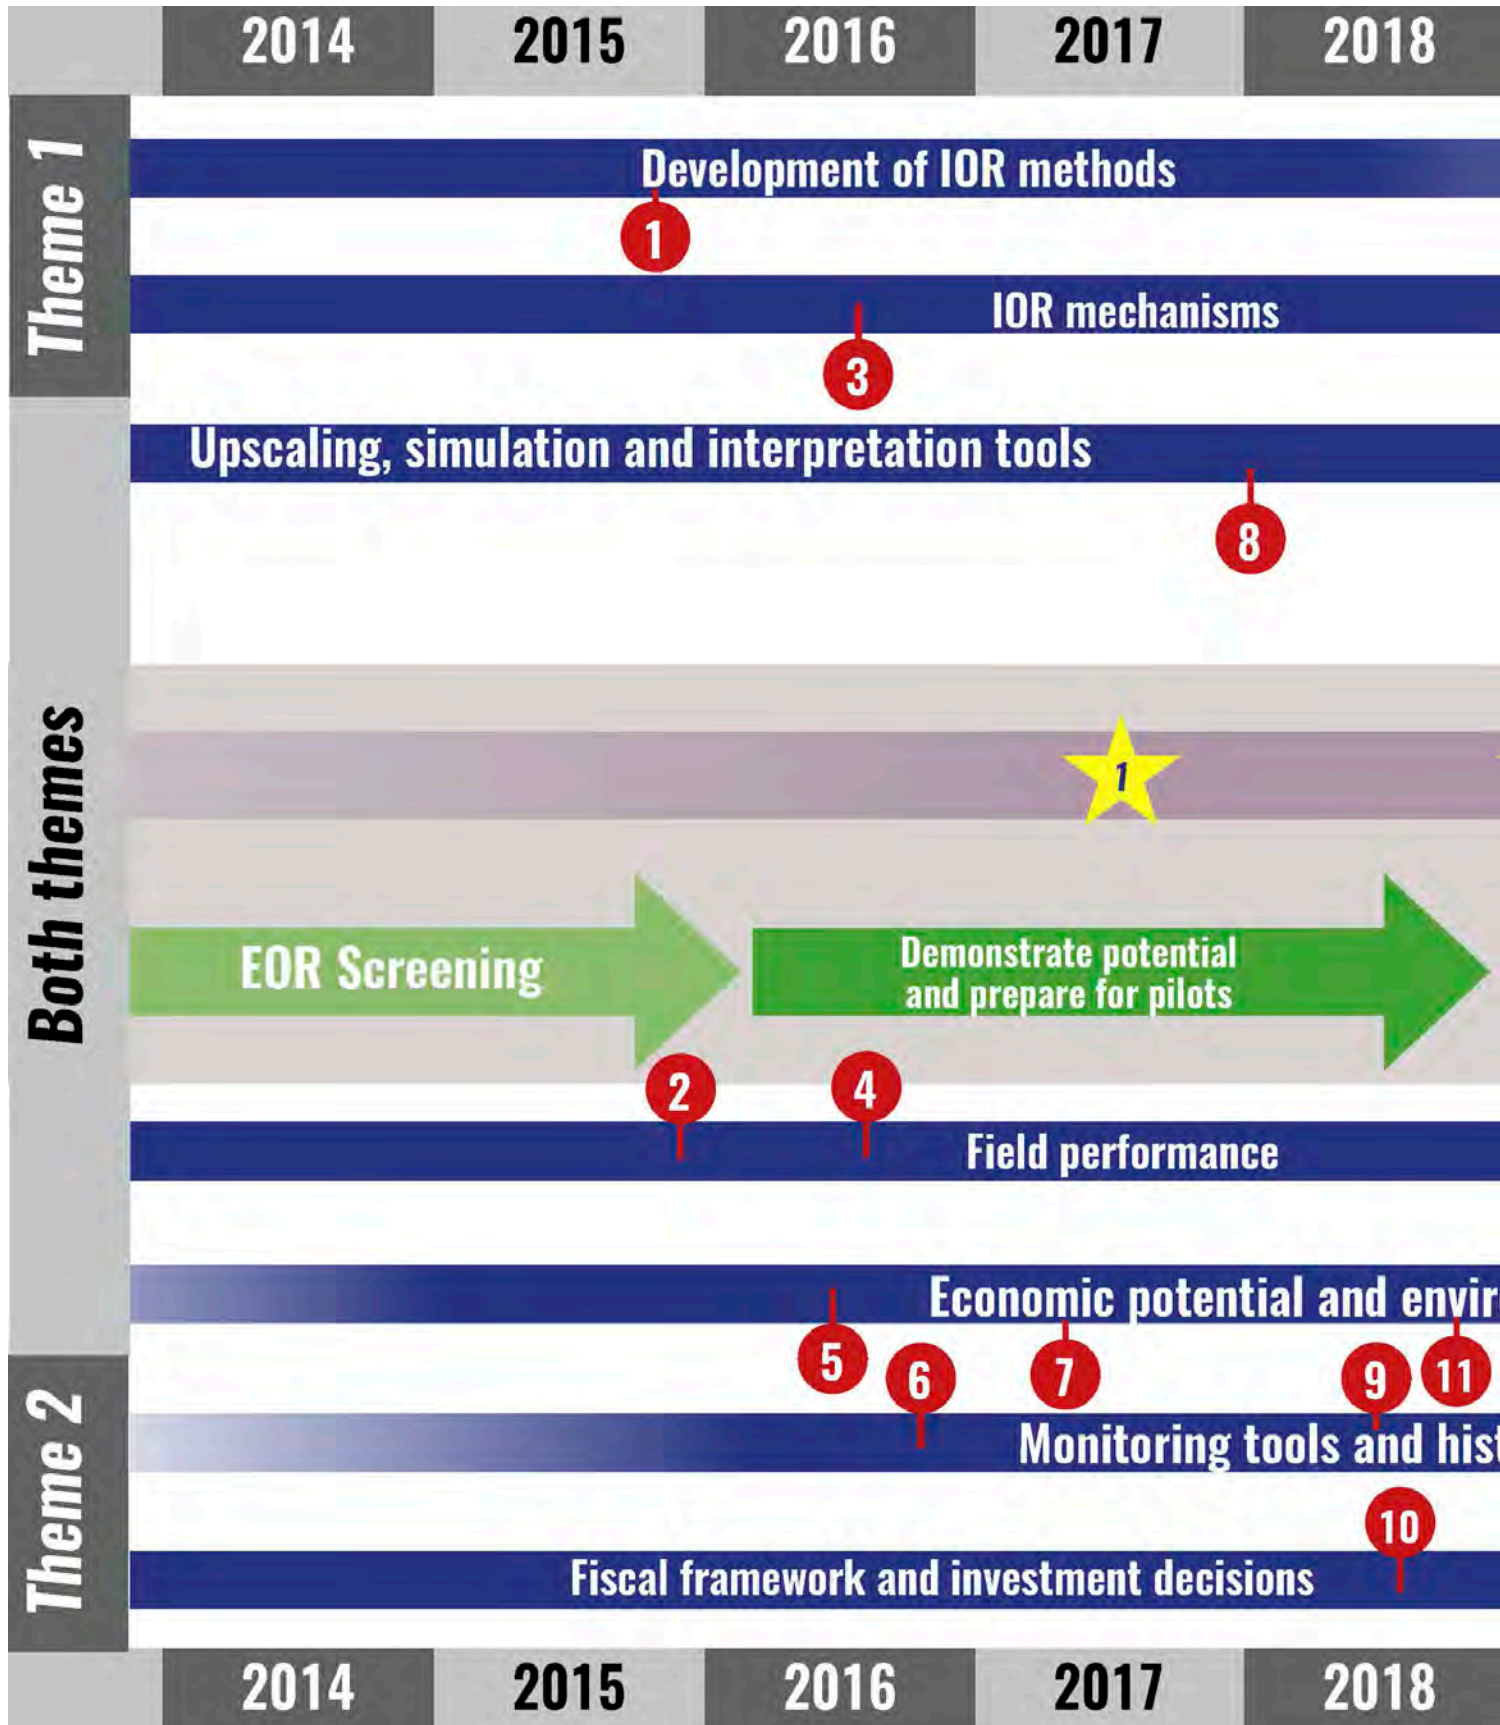 2014 2015 2016 2017 2018
Theme 1
Development of IOR methods
1
IOR mechanisms
3
Both themes
Upscaling, simulation and interpretation tools
8
1
EOR Screening
Demonstrate potential
and prepare for pilots
2 4
Field performance
Economic potential and envir
5 6 7 9 11
Theme 2
Monitoring tools and hist
10
Fiscal framework and investment decisions
2014 2015 2016 2017 2018